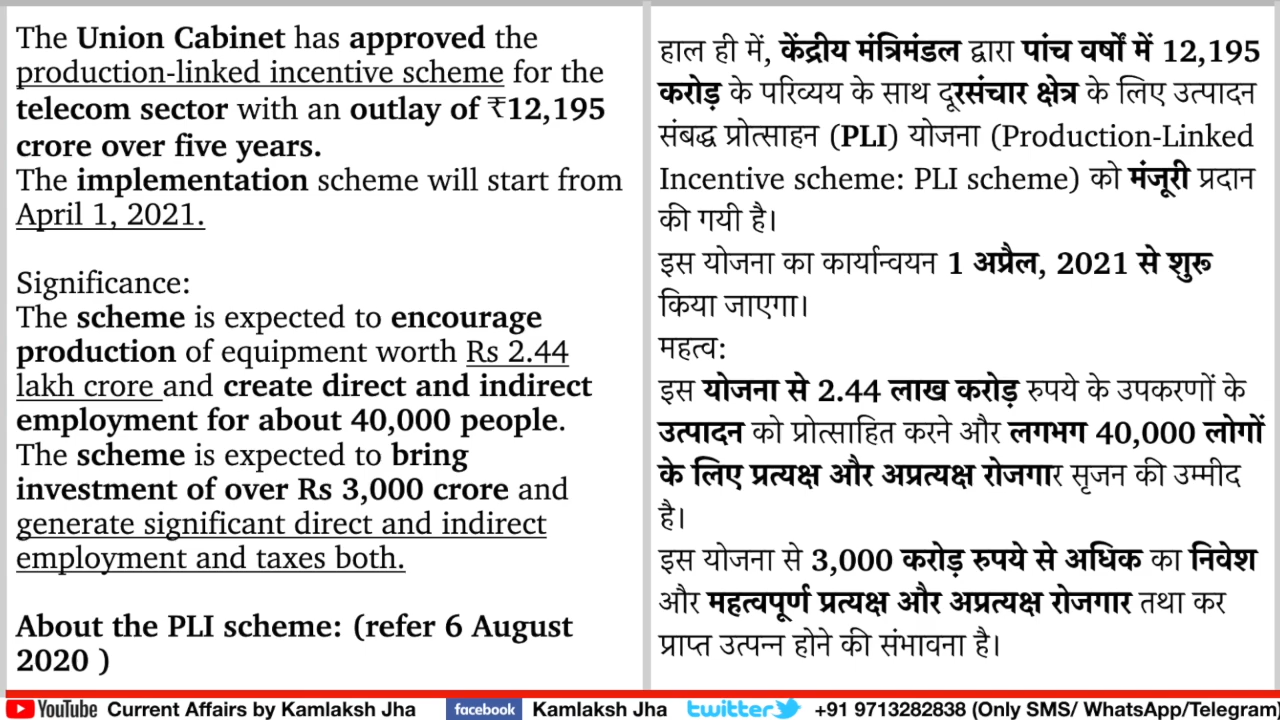 The Union Cabinet has approved the
production-linked incentive scheme for the
telecom sector with an outlay of ₹12,195
crore over five years.
The implementation scheme will start from
April 1, 2021.
Significance:
The scheme is expected to encourage
production of equipment worth Rs 2.44
lakh crore and create direct and indirect
employment for about 40,000 people.
The scheme is expected to bring
investment of over Rs 3,000 crore and
generate significant direct and indirect
employment and taxes both.
About the PLI scheme: (refer 6 August
2020 )
हाल ही में, केंद्रीय मंत्रिमंडल द्वारा पांच वर्षों में 12,195
करोड़ के परिव्यय के साथ दूरसंचार क्षेत्र के लिए उत्पादन
संबद्ध प्रोत्साहन (PLI) योजना (Production-Linked
Incentive scheme: PLI scheme) को मंजूरी प्रदान
की गयी है।
इस योजना का कार्यान्वयन 1 अप्रैल, 2021 से शुरू
किया जाएगा।
महत्व:
इस योजना से 2.44 लाख करोड़ रुपये के उपकरणों के
उत्पादन को प्रोत्साहित करने और लगभग 40,000 लोगों
के लिए प्रत्यक्ष और अप्रत्यक्ष रोजगार सृजन की उम्मीद
है।
इस योजना से 3,000 करोड़ रुपये से अधिक का निवेश
और महत्वपूर्ण प्रत्यक्ष और अप्रत्यक्ष रोजगार तथा कर
प्राप्त उत्पन्न होने की संभावना है।
YouTube Current Affairs by Kamlaksh Jha facebook Kamlaksh Jha twitter +91 9713282838 (Only SMS/ WhatsApp/Telegram)